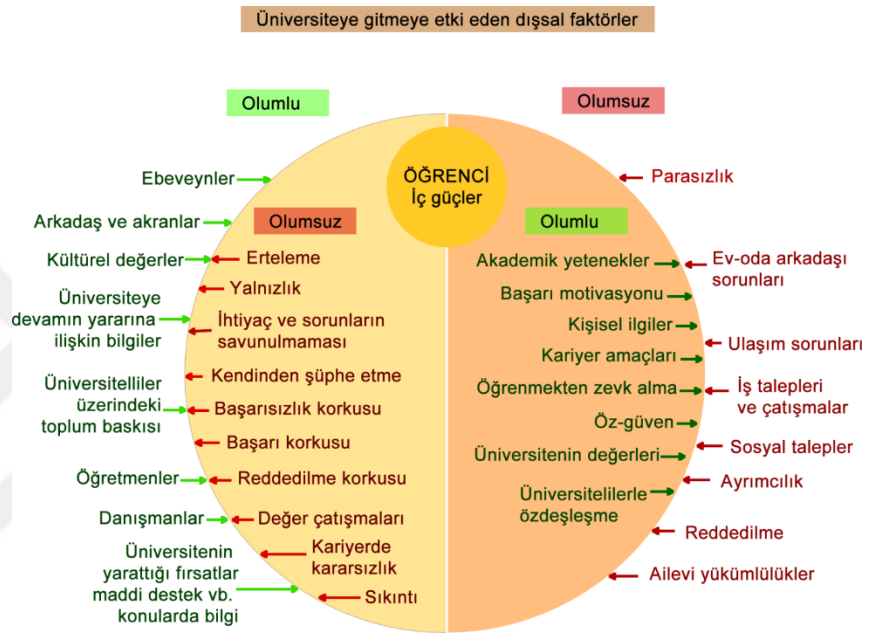 Üniversiteye gitmeye etki eden dışsal faktörler
Olumlu
Olumsuz
ÖĞRENCİ
İç güçler
Ebeveynler
Arkadaş ve akranlar
Kültürel değerler
Üniversiteye
devamın yararına
ilişkin bilgiler
Üniversitelliler
üzerindeki
toplum baskısı
Öğretmenler
Danışmanlar
Üniversitenin
yarattığı fırsatlar
maddi destek vb.
konularda bilgi
Olumsuz
Erteleme
Yalnızlık
İhtiyaç ve sorunların
savunulmaması
Kendinden şüphe etme
Başarısızlık korkusu
Başarı korkusu
Reddedilme korkusu
Değer çatışmaları
Kariyerde
kararsızlık
Sıkıntı
Olumlu
Akademik yetenekler
Başarı motivasyonu
Kişisel ilgiler
Kariyer amaçları
Öğrenmekten zevk alma
Öz-güven
Üniversitenin değerleri
Üniversitelilerle
özdeşleşme
Parasızlık
Ev-oda arkadaşı
sorunları
Ulaşım sorunları
İş talepleri
ve çatışmalar
Sosyal talepler
Ayrımcılık
Reddedilme
Ailevi yükümlülükler